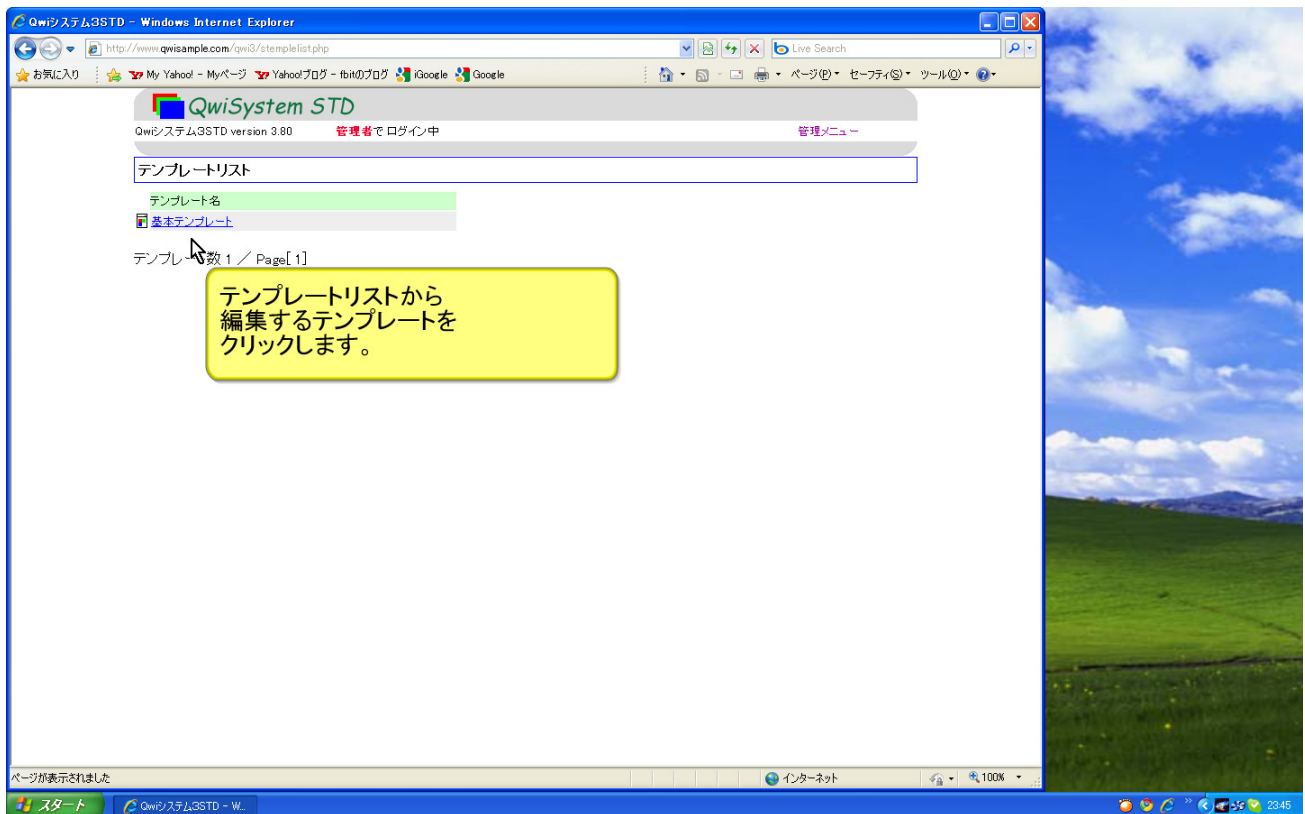 QwiシステムSTD - Windows Internet Explorer
http://www.qwisample.com/qwi3/stemplelist.php
Live Search
お気に入り
My Yahoo! - Myページ
Yahoo!ブログ - fbitのブログ
iGoogle
Google
ページ(P)
セーフティ(S)
ツール(O)
QwiSystem STD
Qwiシステム3STD version 3.80 管理者でログイン中 管理メニュー
テンプレートリスト
テンプレート名
基本テンプレート
テンプレ 数 1 ／ Page[ 1]
テンプレートリストから
編集するテンプレートを
クリックします。
ページが表示されました
インターネット
100%
スタート
Qwiシステム3STD - W...
23:45